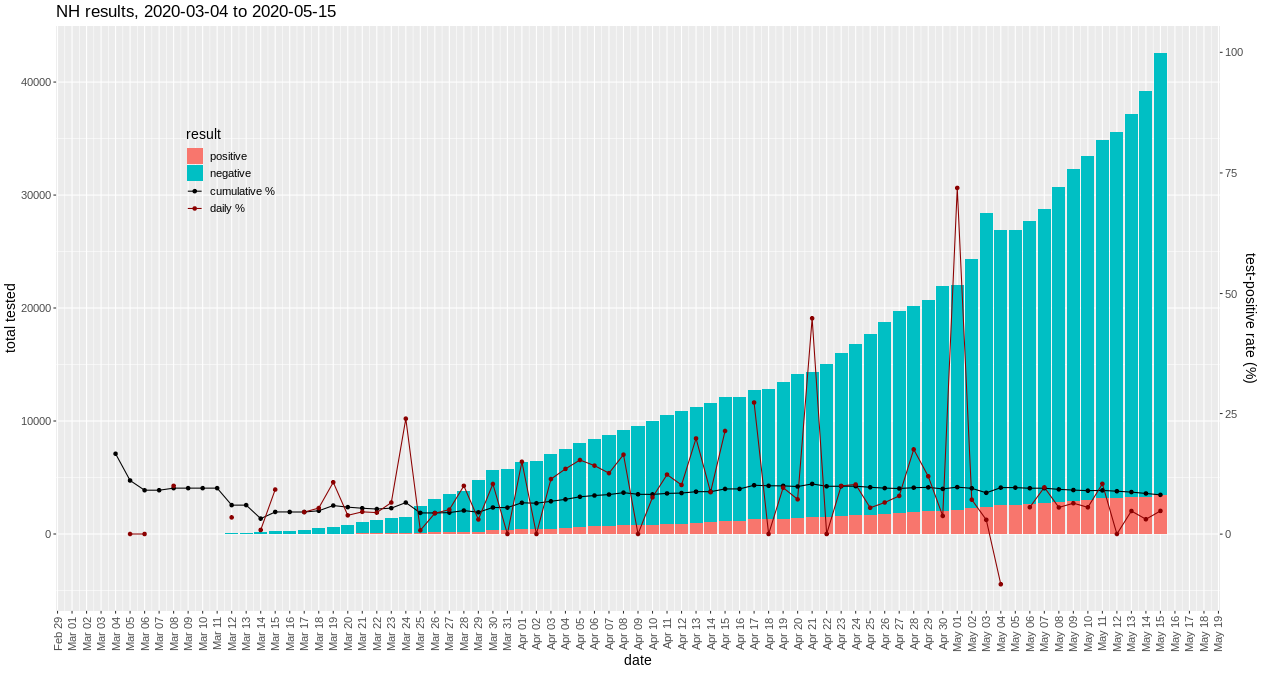 NH results, 2020-03-04 to 2020-05-15
total tested
40000
30000
20000
10000
0
result
positive
negative
cumulative %
daily %
100
75
50
25
0
test-positive rate (%)
Feb 29
Mar 01
Mar 02
Mar 03
Mar 04
Mar 05
Mar 06
Mar 07
Mar 08
Mar 09
Mar 10
Mar 11
Mar 12
Mar 13
Mar 14
Mar 15
Mar 16
Mar 17
Mar 18
Mar 19
Mar 20
Mar 21
Mar 22
Mar 23
Mar 24
Mar 25
Mar 26
Mar 27
Mar 28
Mar 29
Mar 30
Mar 31
Apr 01
Apr 02
Apr 03
Apr 04
Apr 05
Apr 06
Apr 07
Apr 08
Apr 09
Apr 10
Apr 11
Apr 12
Apr 13
Apr 14
Apr 15
Apr 16
Apr 17
Apr 18
Apr 19
Apr 20
Apr 21
Apr 22
Apr 23
Apr 24
Apr 25
Apr 26
Apr 27
Apr 28
Apr 29
Apr 30
May 01
May 02
May 03
May 04
May 05
May 06
May 07
May 08
May 09
May 10
May 11
May 12
May 13
May 14
May 15
May 16
May 17
May 18
May 19
date